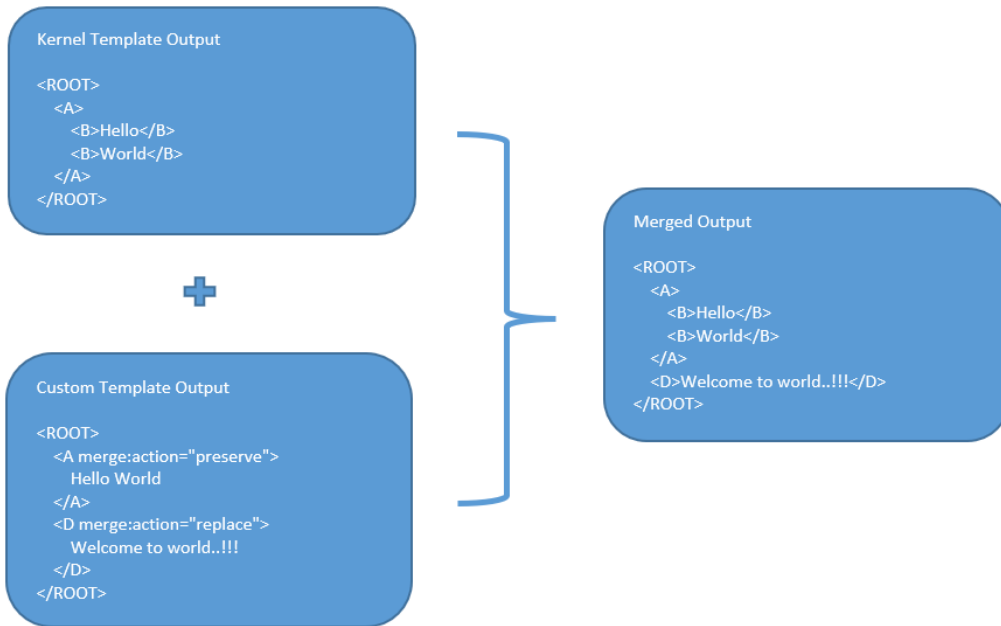 Kernel Template Output
<ROOT>
<A>
<B>Hello</B>
<B>World</B>
</A>
</ROOT>
Custom Template Output
<ROOT>
<A merge:action="preserve">
Hello World
</A>
<D merge:action="replace">
Welcome to world..!!!
</D>
</ROOT>
Merged Output
<ROOT>
<A>
<B>Hello</B>
<B>World</B>
</A>
<D>Welcome to world..!!!</D>
</ROOT>